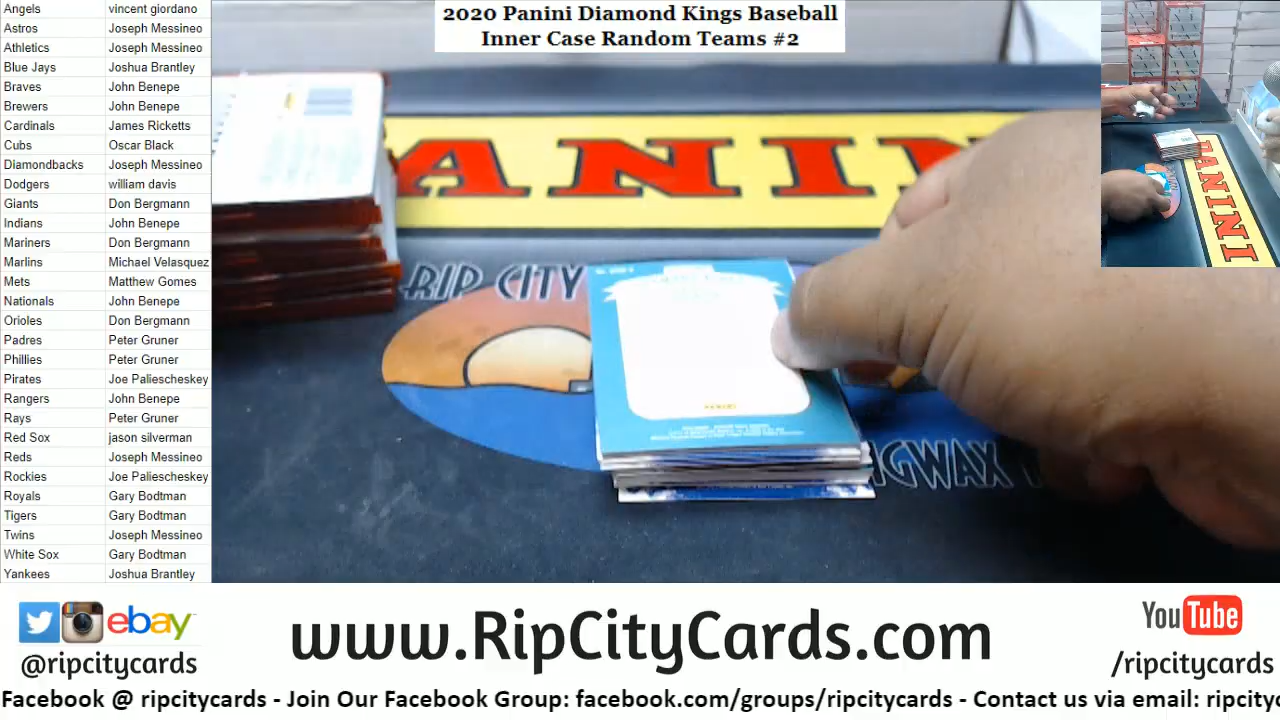 2020 Panini Diamond Kings Baseball
Inner Case Random Teams #2
Angels vincent giordano
Astros Joseph Messineo
Athletics Joseph Messineo
Blue Jays Joshua Brantley
Braves John Benepe
Brewers John Benepe
Cardinals James Ricketts
Cubs Oscar Black
Diamondbacks Joseph Messineo
Dodgers william davis
Giants Don Bergmann
Indians John Benepe
Mariners Don Bergmann
Marlins Michael Velasquez
Mets Matthew Gomes
Nationals John Benepe
Orioles Don Bergmann
Padres Peter Gruner
Phillies Peter Gruner
Pirates Joe Paliescheskey
Rangers John Benepe
Rays Peter Gruner
Red Sox jason silverman
Reds Joseph Messineo
Rockies Joe Paliescheskey
Royals Gary Bodtman
Tigers Gary Bodtman
Twins Joseph Messineo
White Sox Gary Bodtman
Yankees Joshua Brantley
ANINI
ANINI
RIP CITY
PANINI
ebay
@ripcitycards
www.RipCityCards.com
YouTube
/ripcitycards
Facebook @ ripcitycards - Join Our Facebook Group: facebook.com/groups/ripcitycards - Contact us via email: ripcity